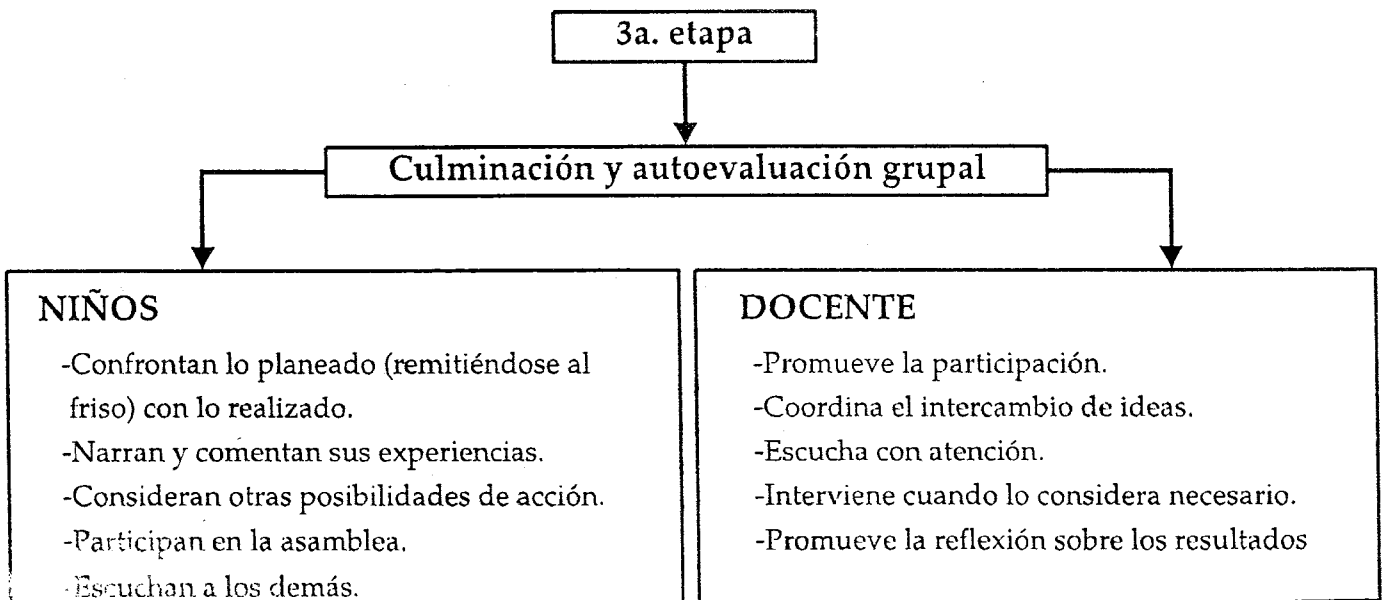 3a. etapa
Culminación y autoevaluación grupal
NIÑOS
-Confrontan lo planeado (remitiéndose al
friso) con lo realizado.
-Narran y comentan sus experiencias.
-Consideran otras posibilidades de acción.
-Participan en la asamblea.
-Escuchan a los demás.
DOCENTE
-Promueve la participación.
-Coordina el intercambio de ideas.
-Escucha con atención.
-Interviene cuando lo considera necesario.
-Promueve la reflexión sobre los resultados